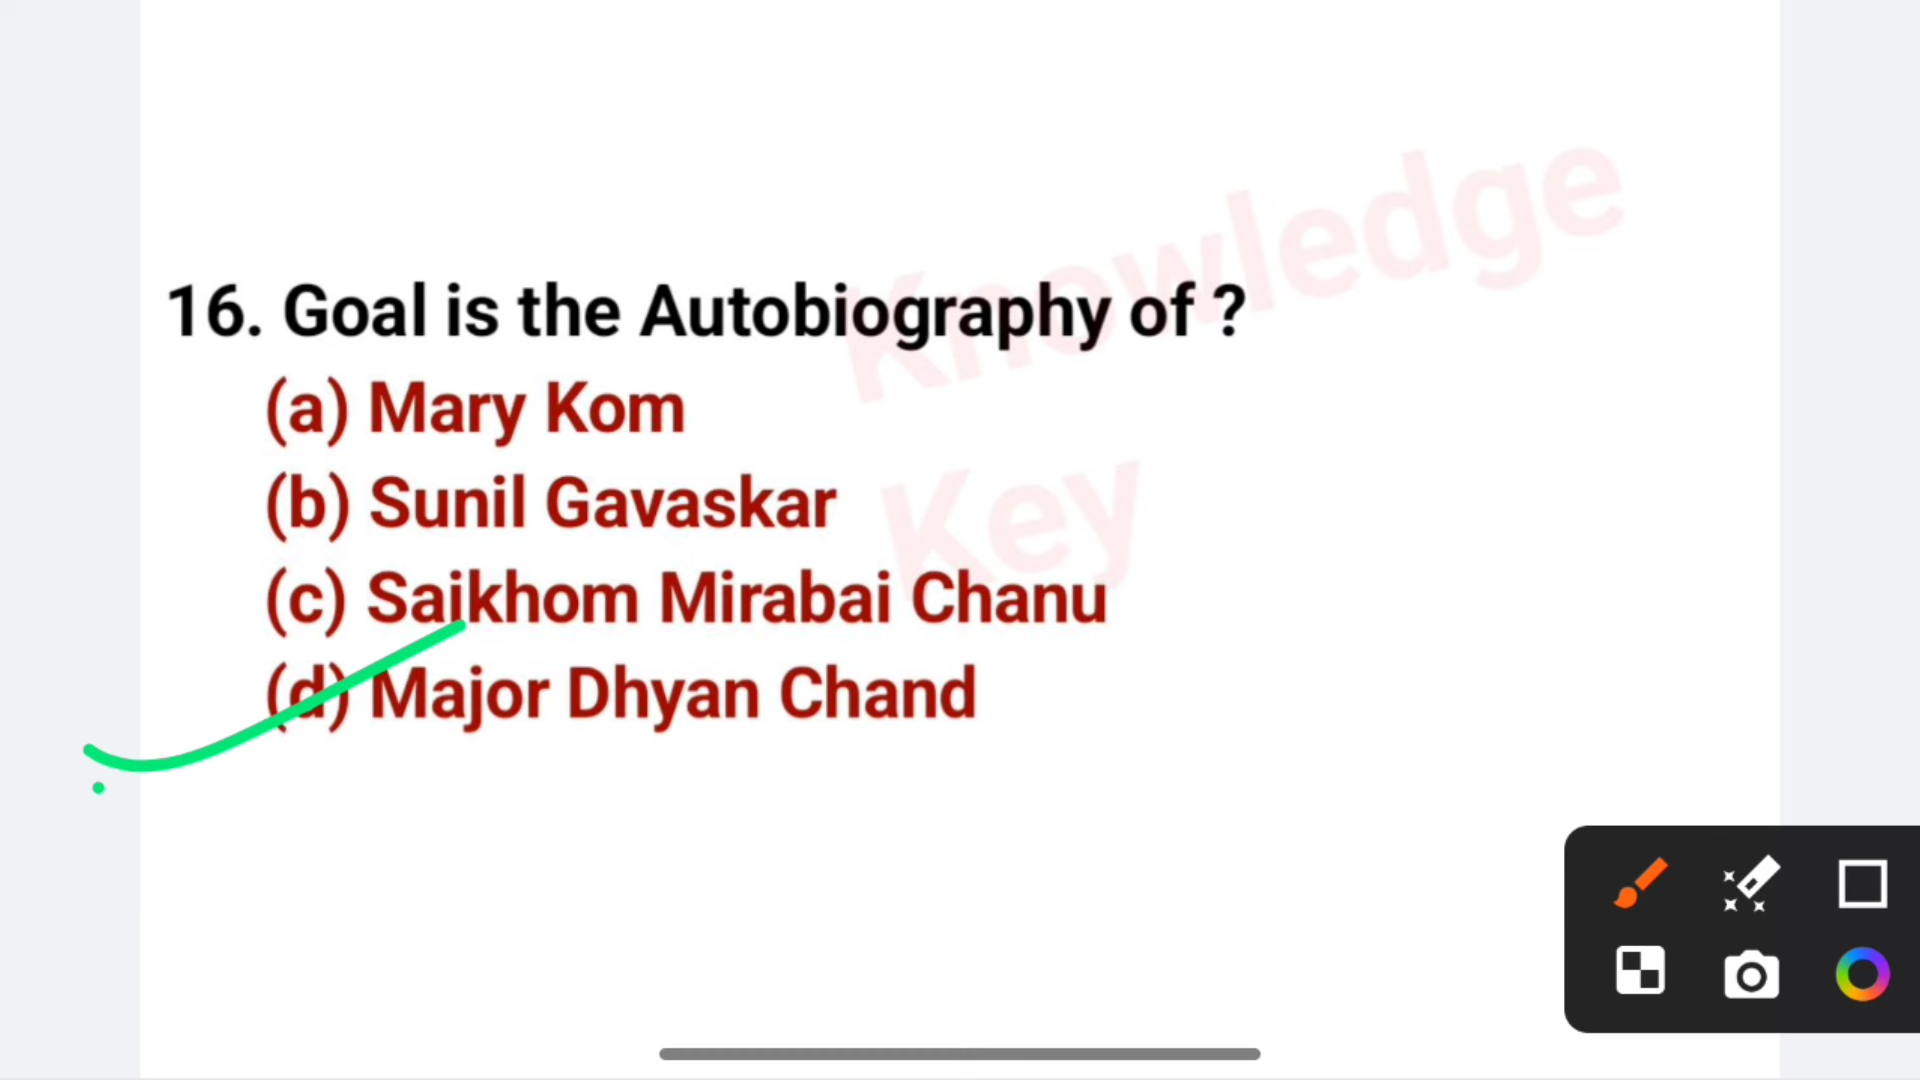 Knowledge
16. Goal is the Autobiography of ?
(a) Mary Kom
Key
(b) Sunil Gavaskar
(c) Saikhom Mirabai Chanu
(d) Major Dhyan Chand